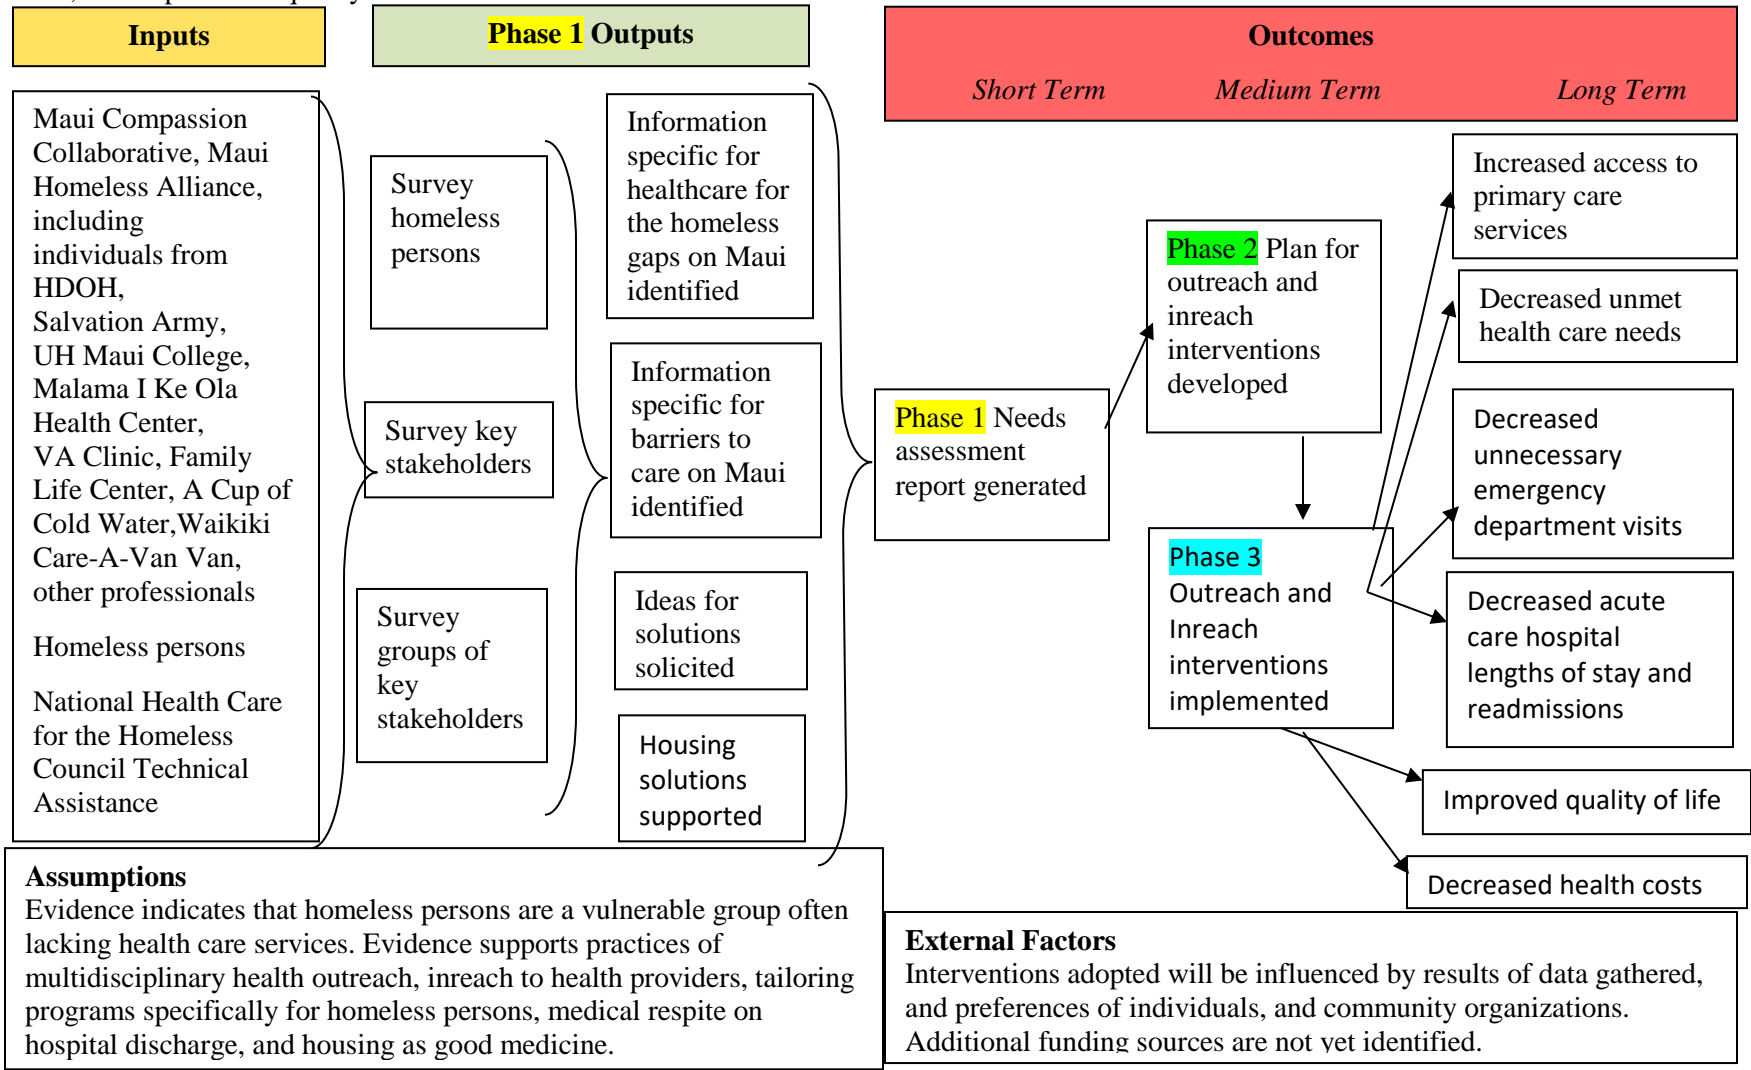 Inputs
Phase 1 Outputs
Outcomes
Short Term
Medium Term
Long Term
Maui Compassion
Collaborative, Maui
Homeless Alliance,
including
individuals from
HDOH,
Salvation Army,
UH Maui College,
Malama I Ke Ola
Health Center,
VA Clinic, Family
Life Center, A Cup of
Cold Water,Waikiki
Care-A-Van Van,
other professionals
Homeless persons
National Health Care
for the Homeless
Council Technical
Assistance
Survey
homeless
persons
Survey key
stakeholders
Survey
groups of
key
stakeholders
Information
specific for
healthcare for
the homeless
gaps on Maui
identified
Information
specific for
barriers to
care on Maui
identified
Ideas for
solutions
solicited
Housing
solutions
supported
Phase 1 Needs
assessment
report generated
Phase 2 Plan for
outreach and
inreach
interventions
developed
Phase 3
Outreach and
Inreach
interventions
implemented
Increased access to
primary care
services
Decreased unmet
health care needs
Decreased
unnecessary
emergency
department visits
Decreased acute
care hospital
lengths of stay and
readmissions
Improved quality of life
Decreased health costs
Assumptions
Evidence indicates that homeless persons are a vulnerable group often
lacking health care services. Evidence supports practices of
multidisciplinary health outreach, inreach to health providers, tailoring
programs specifically for homeless persons, medical respite on
hospital discharge, and housing as good medicine.
External Factors
Interventions adopted will be influenced by results of data gathered,
and preferences of individuals, and community organizations.
Additional funding sources are not yet identified.